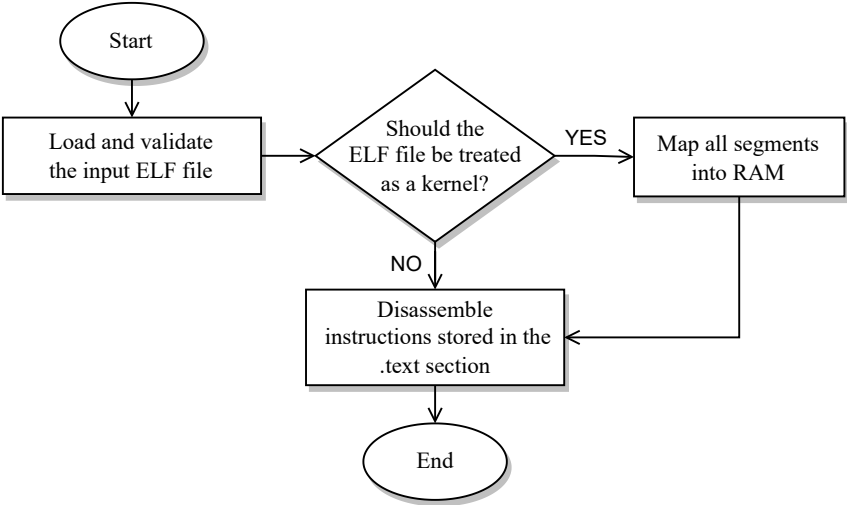 Start
Load and validate
the input ELF file
Should the
ELF file be treated
as a kernel?
YES
Map all segments
into RAM
NO
Disassemble
instructions stored in the
.text section
End